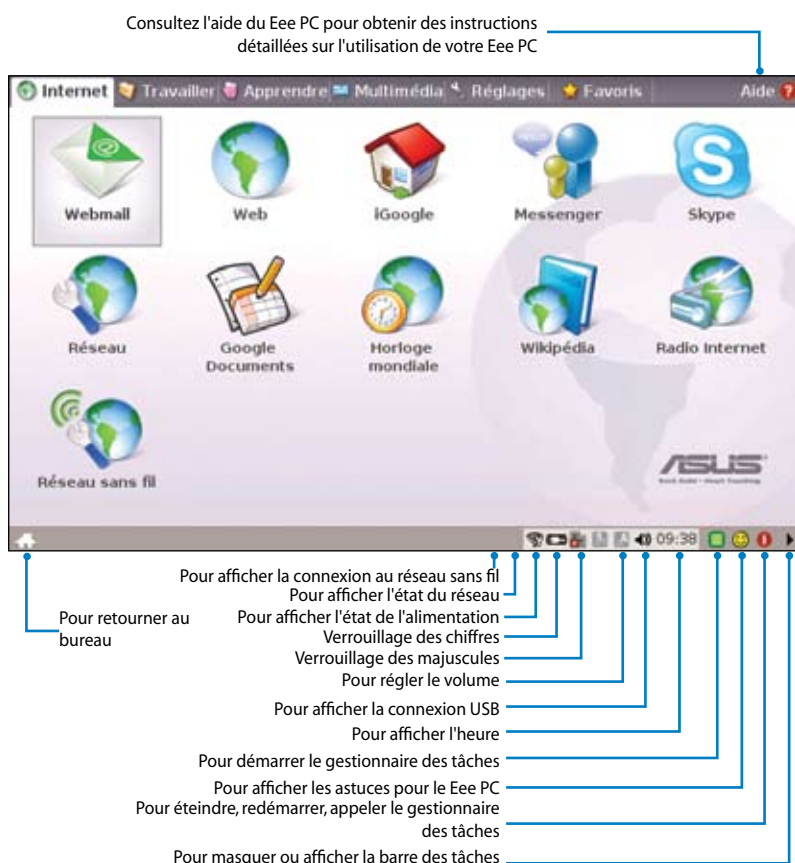 Consultez l'aide du Eee PC pour obtenir des instructions
détaillées sur l'utilisation de votre Eee PC
Internet Travailler Apprendre Multimédia Réglages Favoris Aide
Webmail Web iGoogle Messenger Skype
Réseau Google Documents Horloge mondiale Wikipédia Radio Internet
Réseau sans fil
ASUS
09:38
Pour afficher la connexion au réseau sans fil
Pour afficher l'état du réseau
Pour retourner au
bureau
Pour afficher l'état de l'alimentation
Verrouillage des chiffres
Verrouillage des majuscules
Pour régler le volume
Pour afficher la connexion USB
Pour afficher l'heure
Pour démarrer le gestionnaire des tâches
Pour afficher les astuces pour le Eee PC
Pour éteindre, redémarrer, appeler le gestionnaire
des tâches
Pour masquer ou afficher la barre des tâches